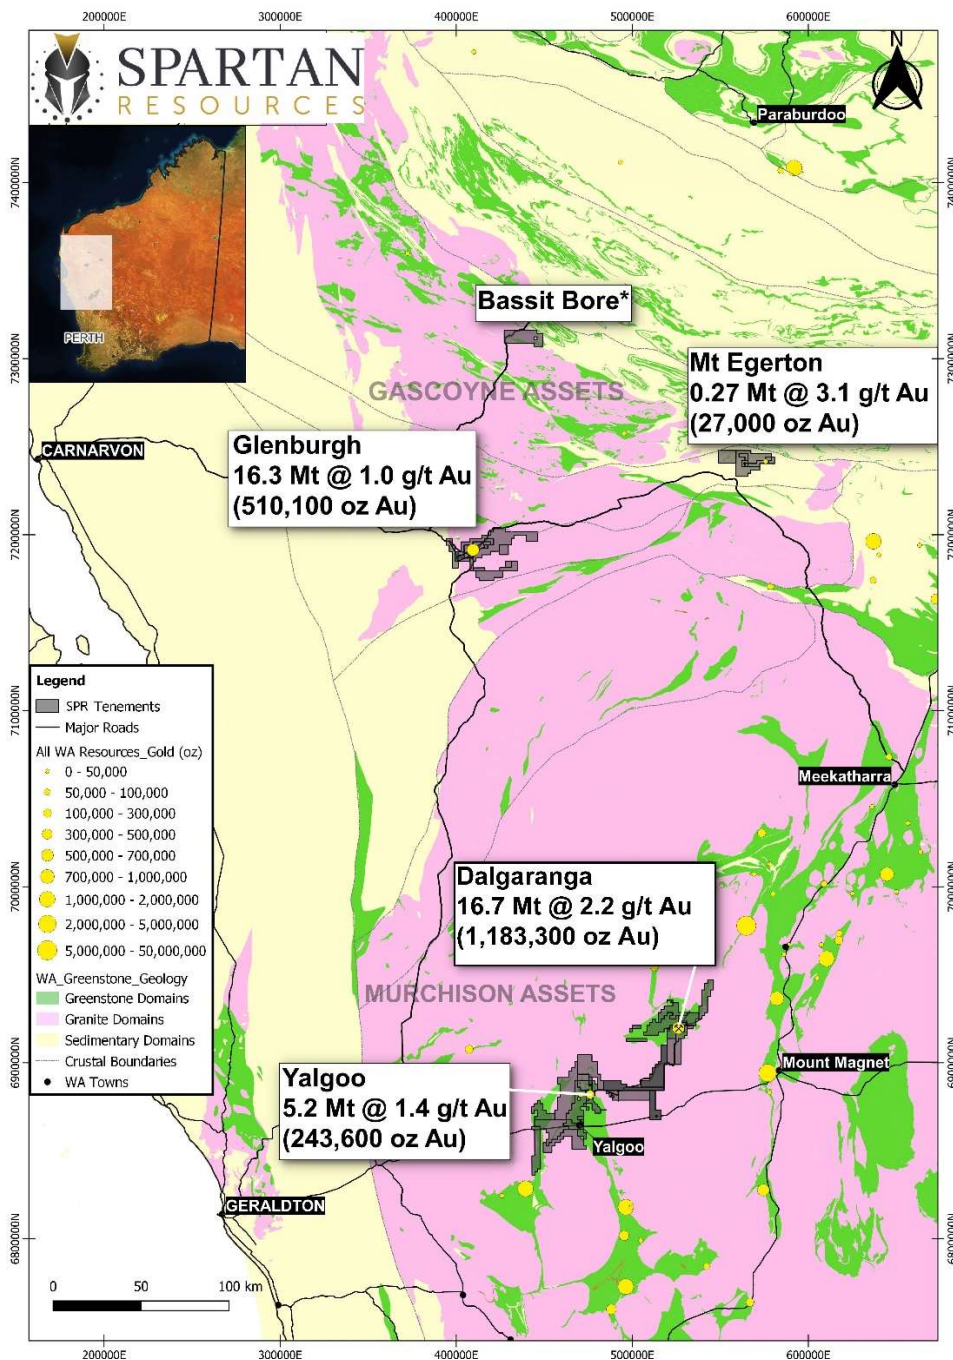 200000E 300000E 400000E 500000E 600000E
SPARTAN
RESOURCES
N
Paraburdoo
7400000N 7400000N
PERTH
Bassit Bore*
7300000N 7300000N
Mt Egerton
0.27 Mt @ 3.1 g/t Au
(27,000 oz Au)
GASCOYNE ASSETS
CARNARVON
Glenburgh
16.3 Mt @ 1.0 g/t Au
(510,100 oz Au)
7200000N 7200000N
Legend
SPR Tenements
Major Roads
All WA Resources_Gold (oz)
0 - 50,000
50,000 - 100,000
100,000 - 300,000
300,000 - 500,000
500,000 - 700,000
700,000 - 1,000,000
1,000,000 - 2,000,000
2,000,000 - 5,000,000
5,000,000 - 50,000,000
WA_Greenstone_Geology
Greenstone Domains
Granite Domains
Sedimentary Domains
Crustal Boundaries
WA Towns
7100000N 7100000N
Meekatharra
7000000N 7000000N
Dalgaranga
16.7 Mt @ 2.2 g/t Au
(1,183,300 oz Au)
MURCHISON ASSETS
6900000N 6900000N
Mount Magnet
Yalgoo
5.2 Mt @ 1.4 g/t Au
(243,600 oz Au)
Yalgoo
GERALDTON
6800000N 6800000N
0 50 100 km
200000E 300000E 400000E 500000E 600000E